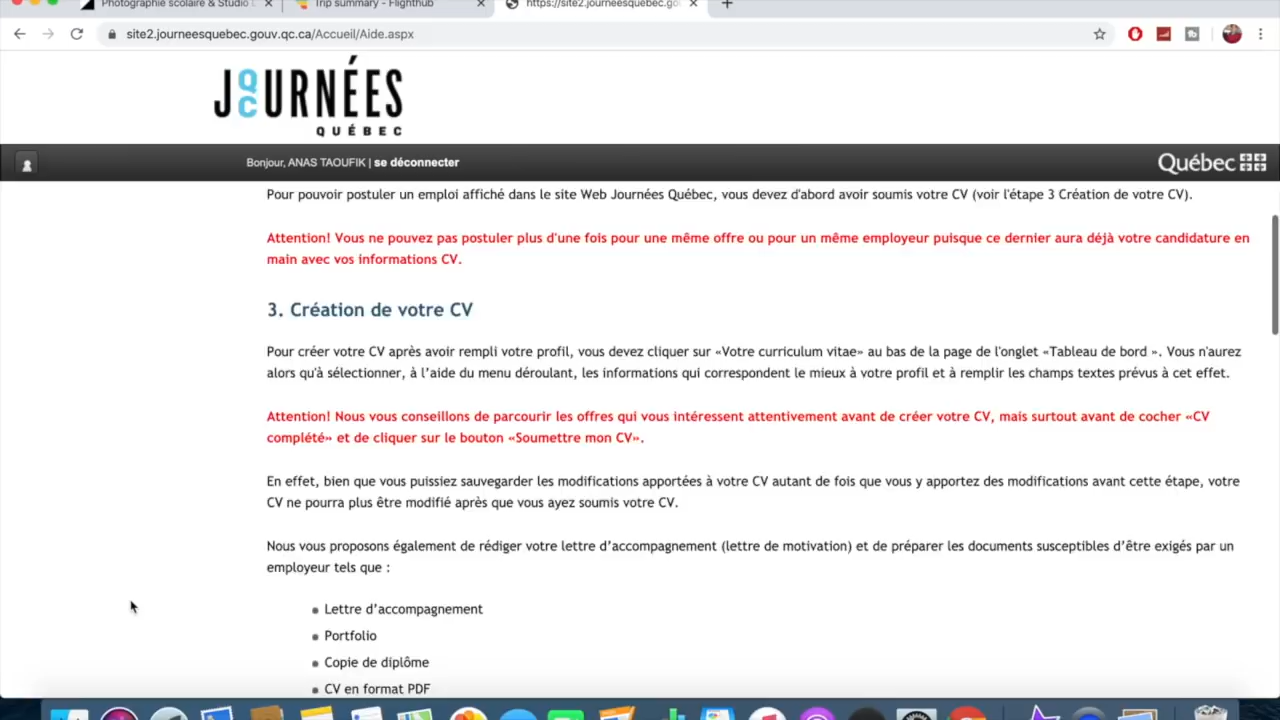 Photographie scolaire & Studio
Trip summary - Flighthub
https://site2.journeesquebec.go
site2.journeesquebec.gouv.qc.ca/Accueil/Aide.aspx
JQCOURNÉES
QUÉBEC
Bonjour, ANAS TAOUFIK | se déconnecter
Québec
Pour pouvoir postuler un emploi affiché dans le site Web Journées Québec, vous devez d'abord avoir soumis votre CV (voir l'étape 3 Création de votre CV).
Attention! Vous ne pouvez pas postuler plus d'une fois pour une même offre ou pour un même employeur puisque ce dernier aura déjà votre candidature en
main avec vos informations CV.
3. Création de votre CV
Pour créer votre CV après avoir rempli votre profil, vous devez cliquer sur «Votre curriculum vitae» au bas de la page de l'onglet «Tableau de bord ». Vous n'aurez
alors qu'à sélectionner, à l’aide du menu déroulant, les informations qui correspondent le mieux à votre profil et à remplir les champs textes prévus à cet effet.
Attention! Nous vous conseillons de parcourir les offres qui vous intéressent attentivement avant de créer votre CV, mais surtout avant de cocher «CV
complété» et de cliquer sur le bouton «Soumettre mon CV».
En effet, bien que vous puissiez sauvegarder les modifications apportées à votre CV autant de fois que vous y apportez des modifications avant cette étape, votre
CV ne pourra plus être modifié après que vous ayez soumis votre CV.
Nous vous proposons également de rédiger votre lettre d’accompagnement (lettre de motivation) et de préparer les documents susceptibles d’être exigés par un
employeur tels que :
Lettre d’accompagnement
Portfolio
Copie de diplôme
CV en format PDF